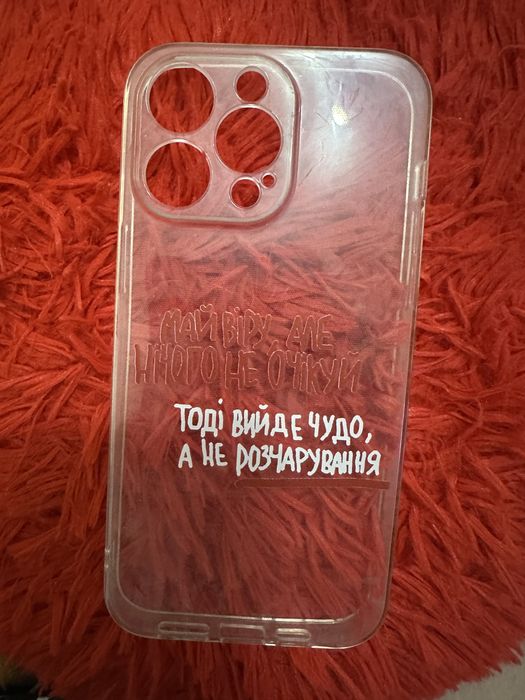 МАЙ ВІРУ, АЛЕ
НІЧОГО НЕ ОЧІКУЙ
ТОДІ ВИЙДЕ ЧУДО,
А НЕ РОЗЧАРУВАННЯ